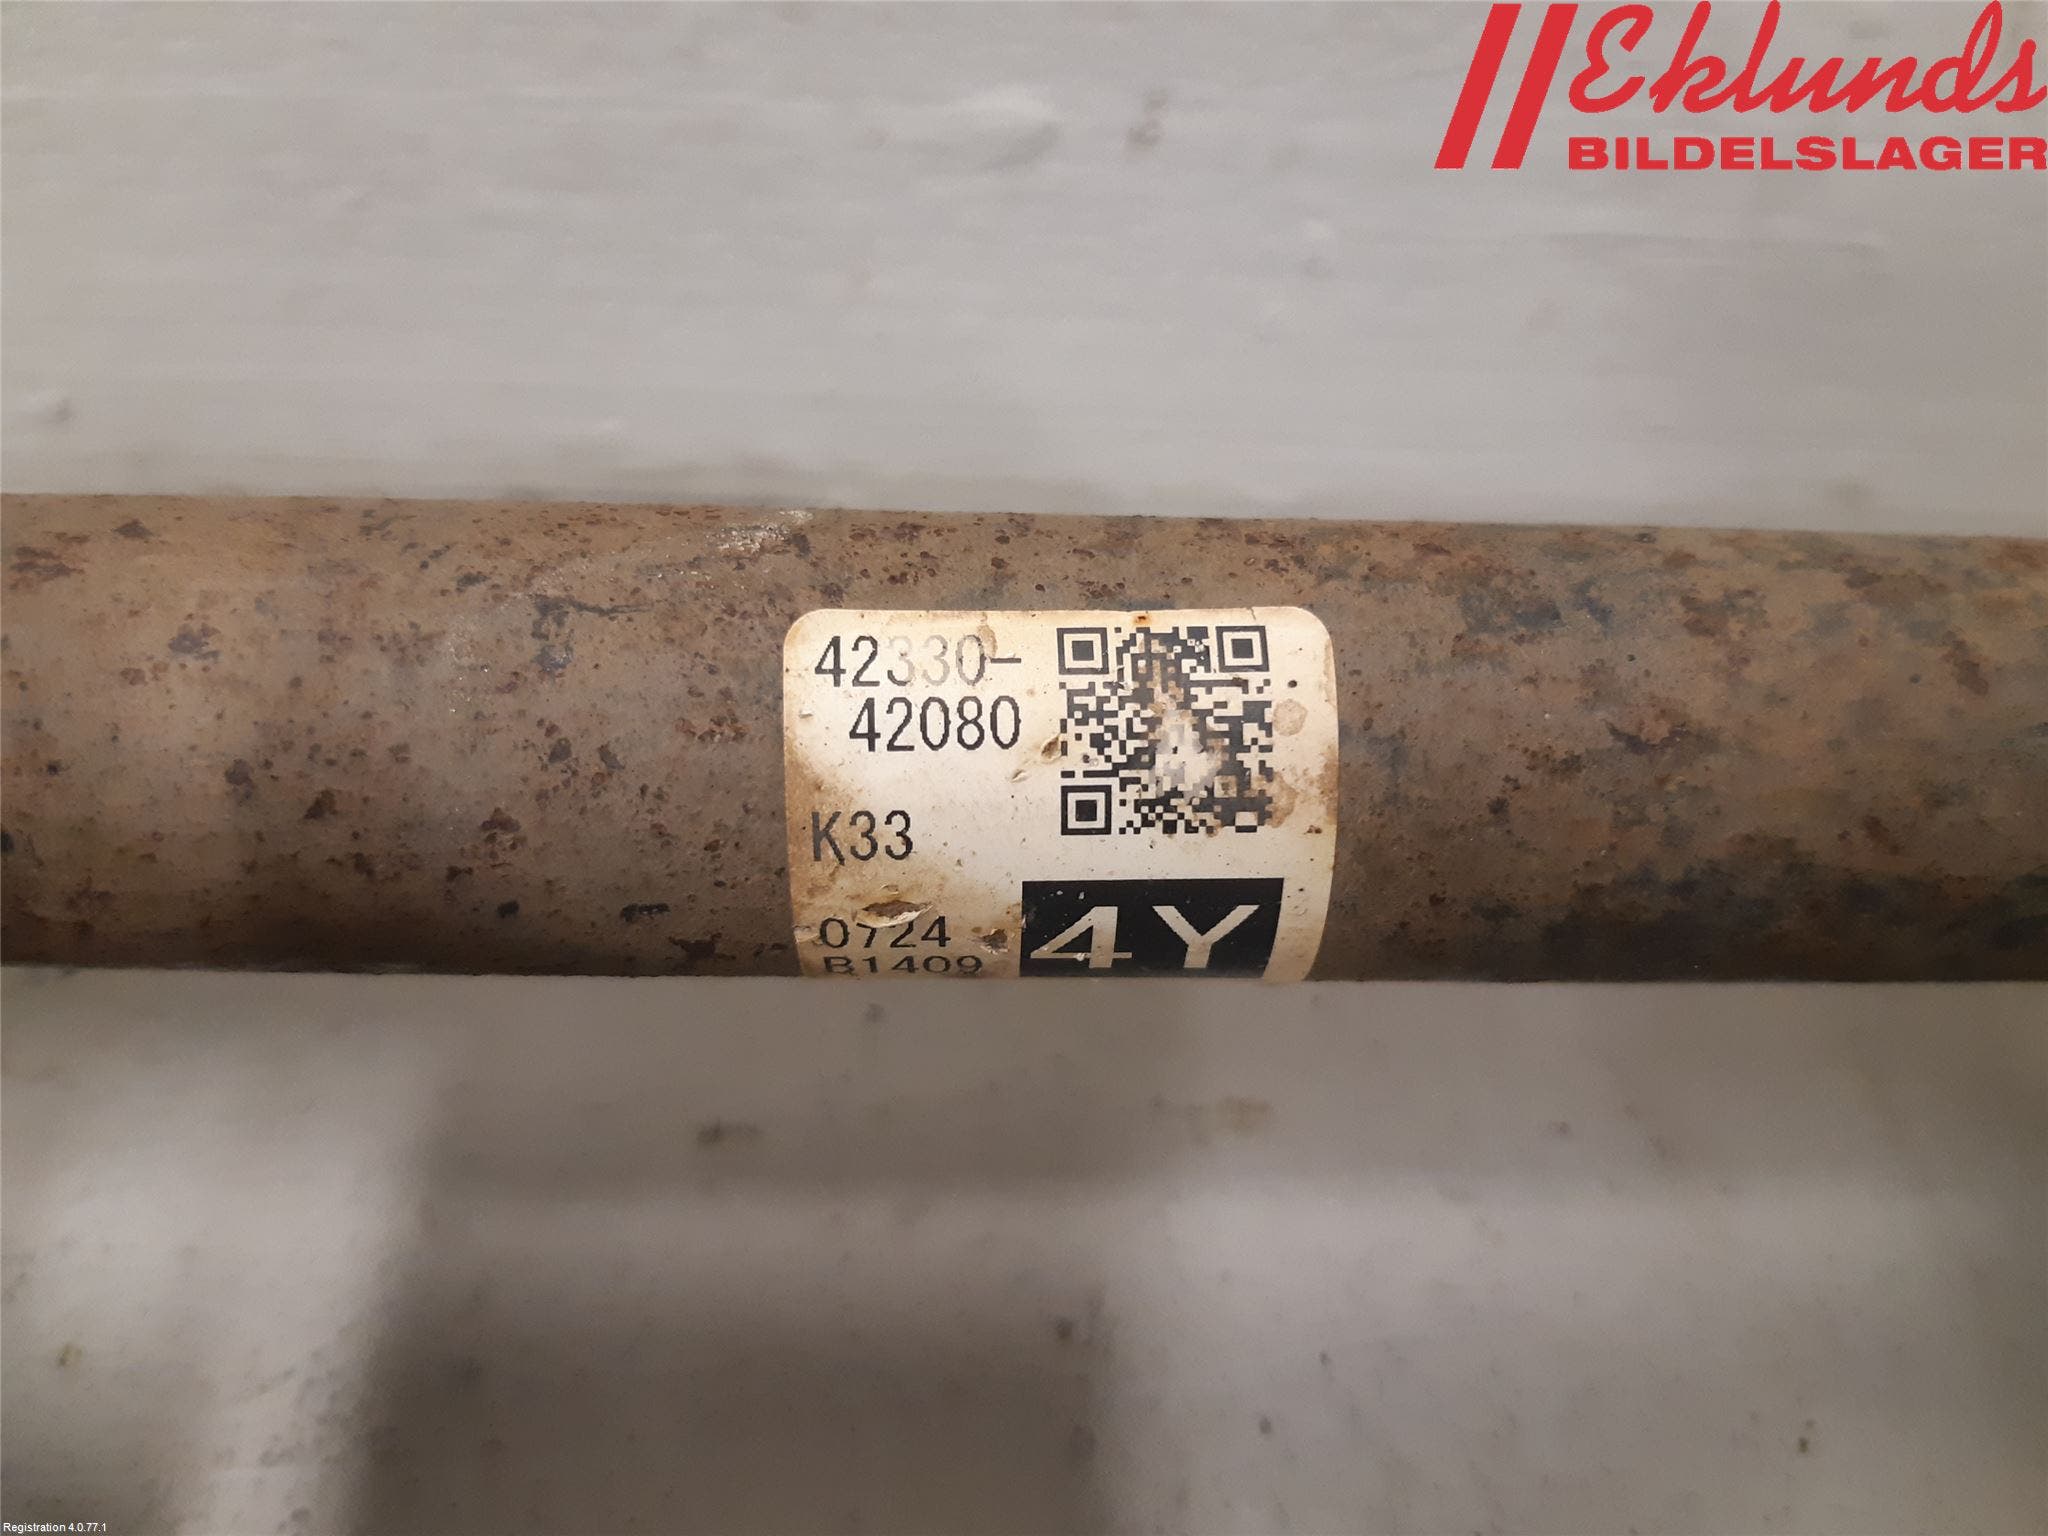 Eklunds
BILDELSLAGER
42330-
42080
K33
0724
B1409
4Y
Registration 4.0.77.1